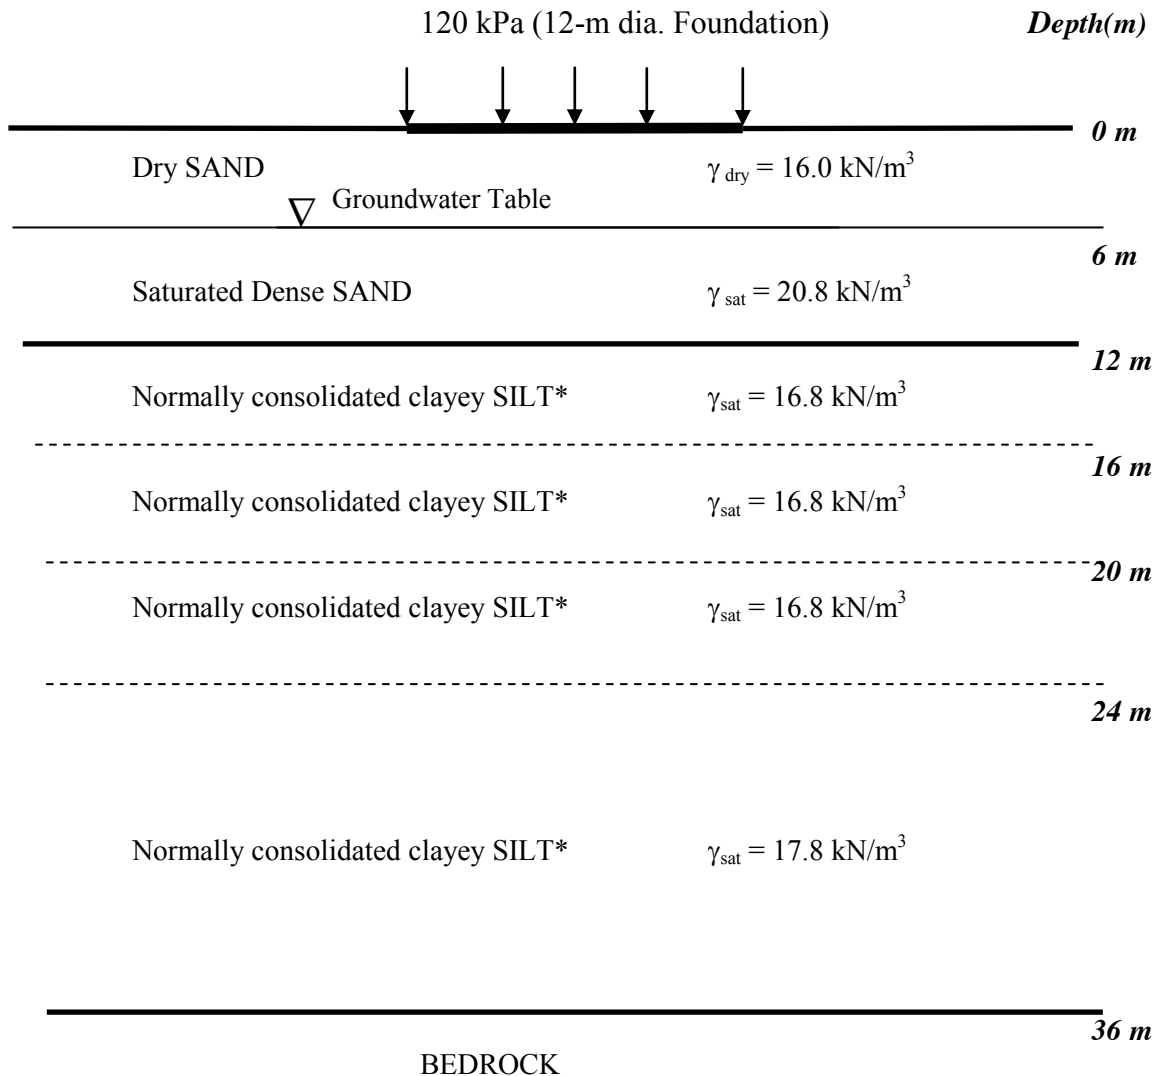 120 kPa (12-m dia. Foundation) Depth(m)
0 m
Dry SAND γ dry = 16.0 kN/m³
Groundwater Table
6 m
Saturated Dense SAND γ sat = 20.8 kN/m³
12 m
Normally consolidated clayey SILT* γsat = 16.8 kN/m³
16 m
Normally consolidated clayey SILT* γsat = 16.8 kN/m³
20 m
Normally consolidated clayey SILT* γsat = 16.8 kN/m³
24 m
Normally consolidated clayey SILT* γsat = 17.8 kN/m³
36 m
BEDROCK